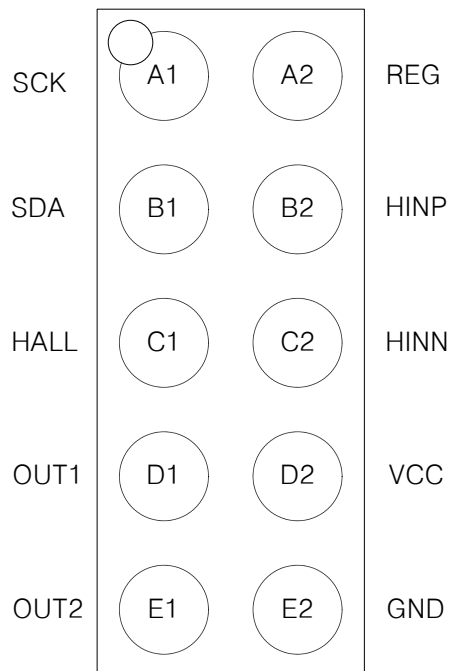 SCK A1 A2 REG
SDA B1 B2 HINP
HALL C1 C2 HINN
OUT1 D1 D2 VCC
OUT2 E1 E2 GND